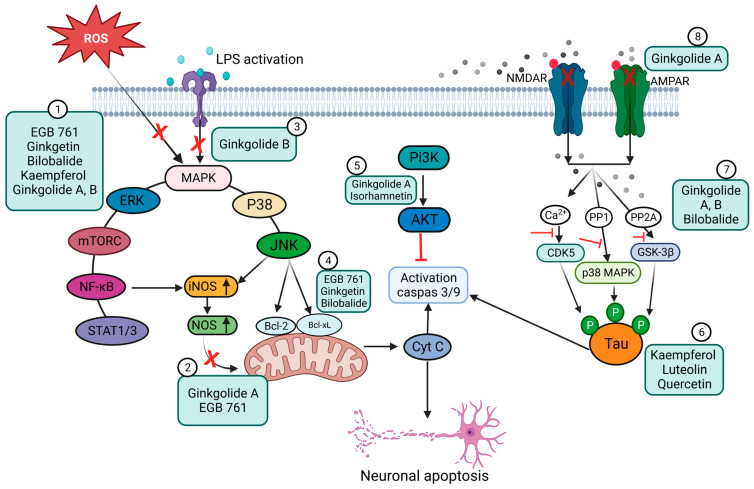 ROS
LPS activation
1
EGB 761
Ginkgetin
Bilobalide
Kaempferol
Ginkgolide A, B
3
Ginkgolide B
MAPK
ERK
P38
mTORC
JNK
NF-κB
iNOS
STAT1/3
NOS
2
Ginkgolide A
EGB 761
4
EGB 761
Ginkgetin
Bilobalide
Bcl-2
Bcl-xL
5
Ginkgolide A
Isorhamnetin
Pi3K
AKT
Activation
caspas 3/9
Cyt C
Neuronal apoptosis
8
Ginkgolide A
NMDAR
X
X
AMPAR
7
Ginkgolide
A, B
Bilobalide
Ca2+
PP1
PP2A
CDK5
GSK-3β
p38 MAPK
P
P
P
Tau
6
Kaempferol
Luteolin
Quercetin